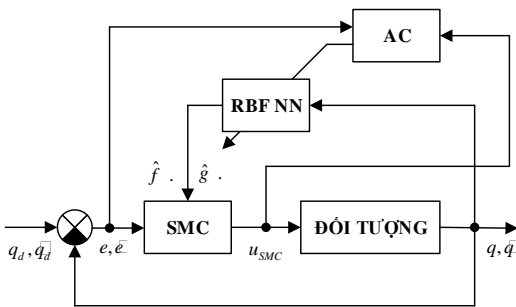 AC
RBF NN
f̂ . ĝ .
SMC
ĐỐI TƯỢNG
q_d, q̇_d
e, ė
u_SMC
q, q̇